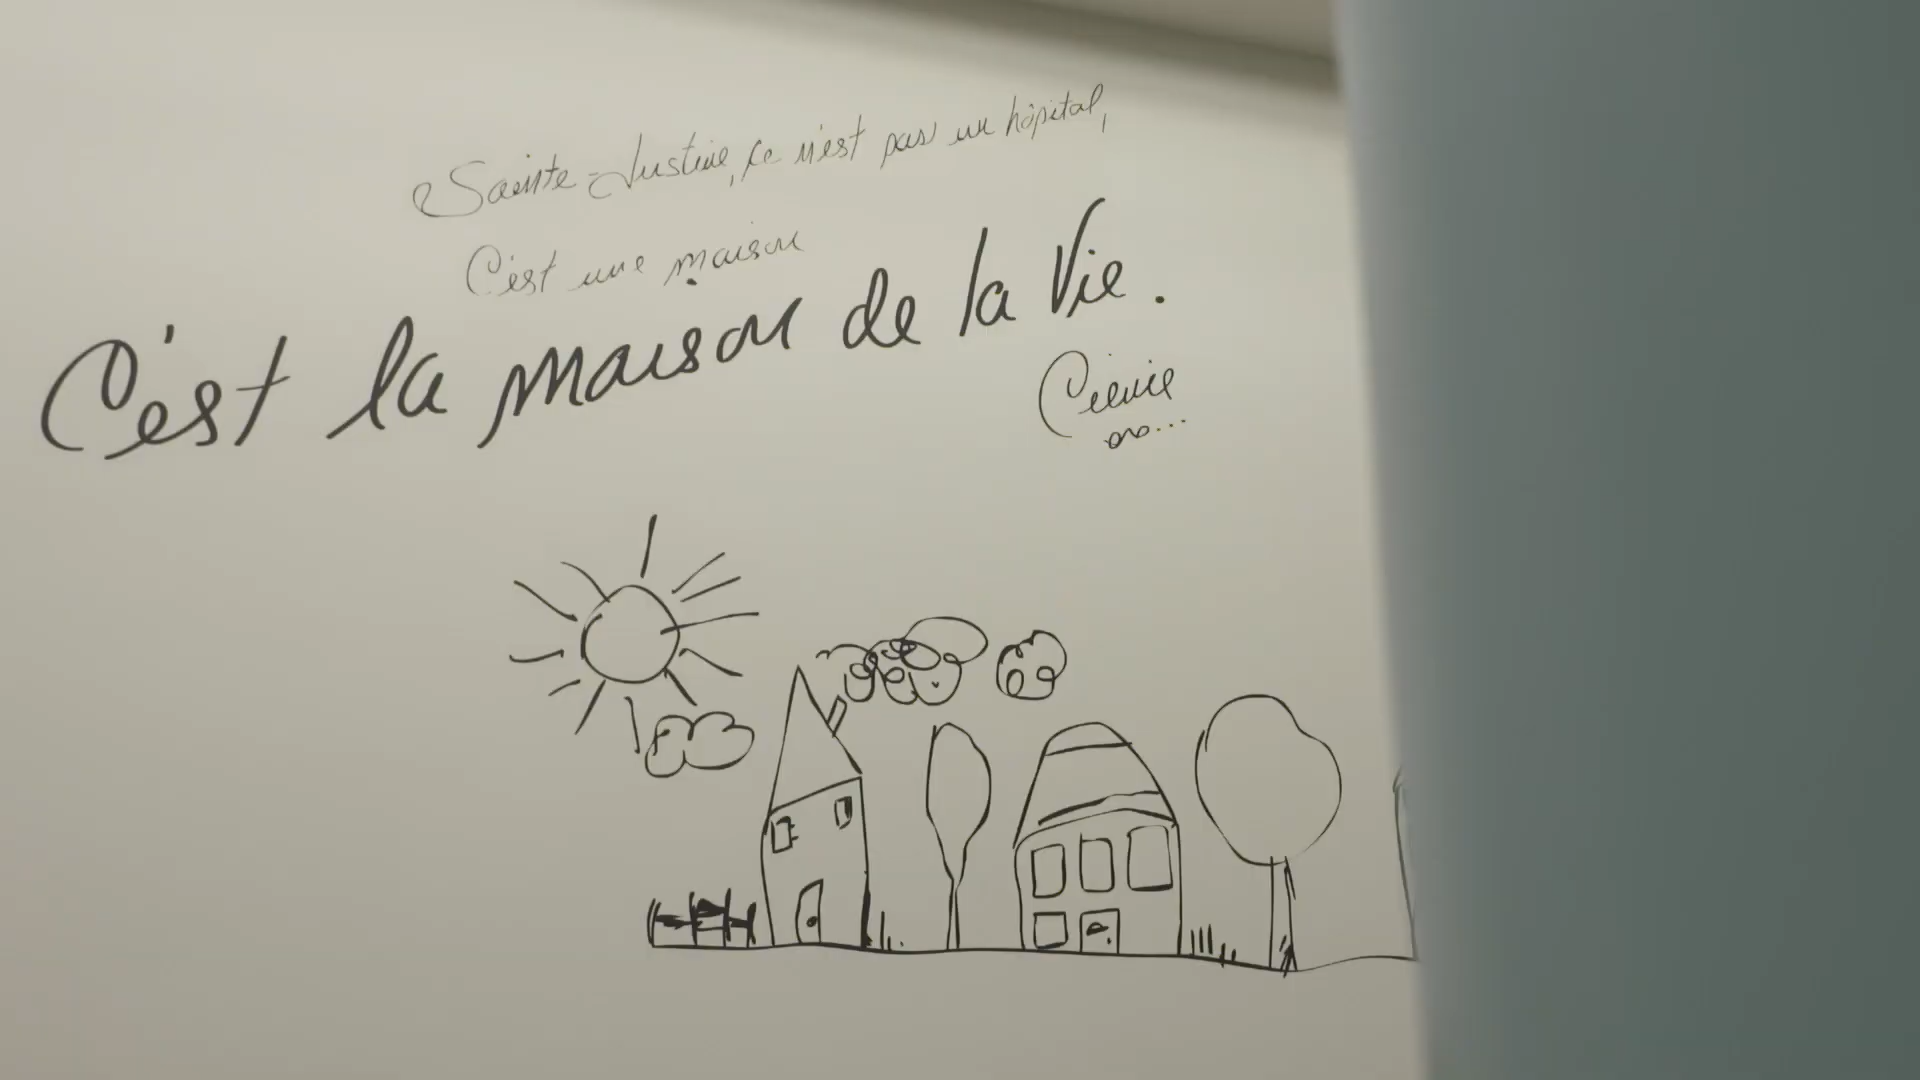 Sainte-Justine, ce n'est pas un hôpital,
C'est une maison
C'est la maison de la Vie.